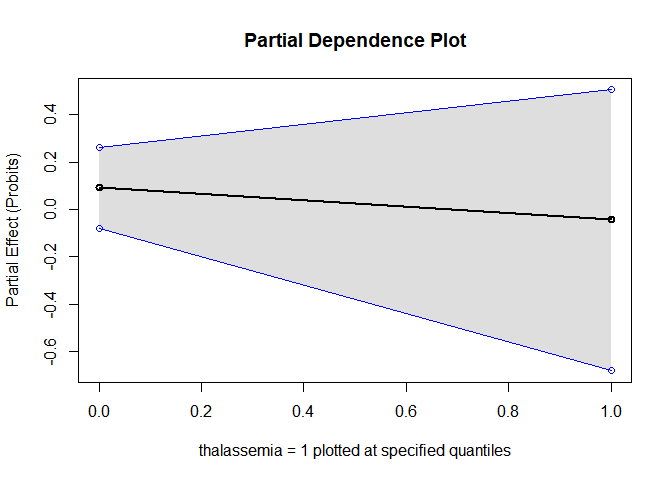 Partial Dependence Plot
Partial Effect (Probits)
0.4
0.2
0.0
-0.2
-0.4
-0.6
0.0 0.2 0.4 0.6 0.8 1.0
thalassemia = 1 plotted at specified quantiles